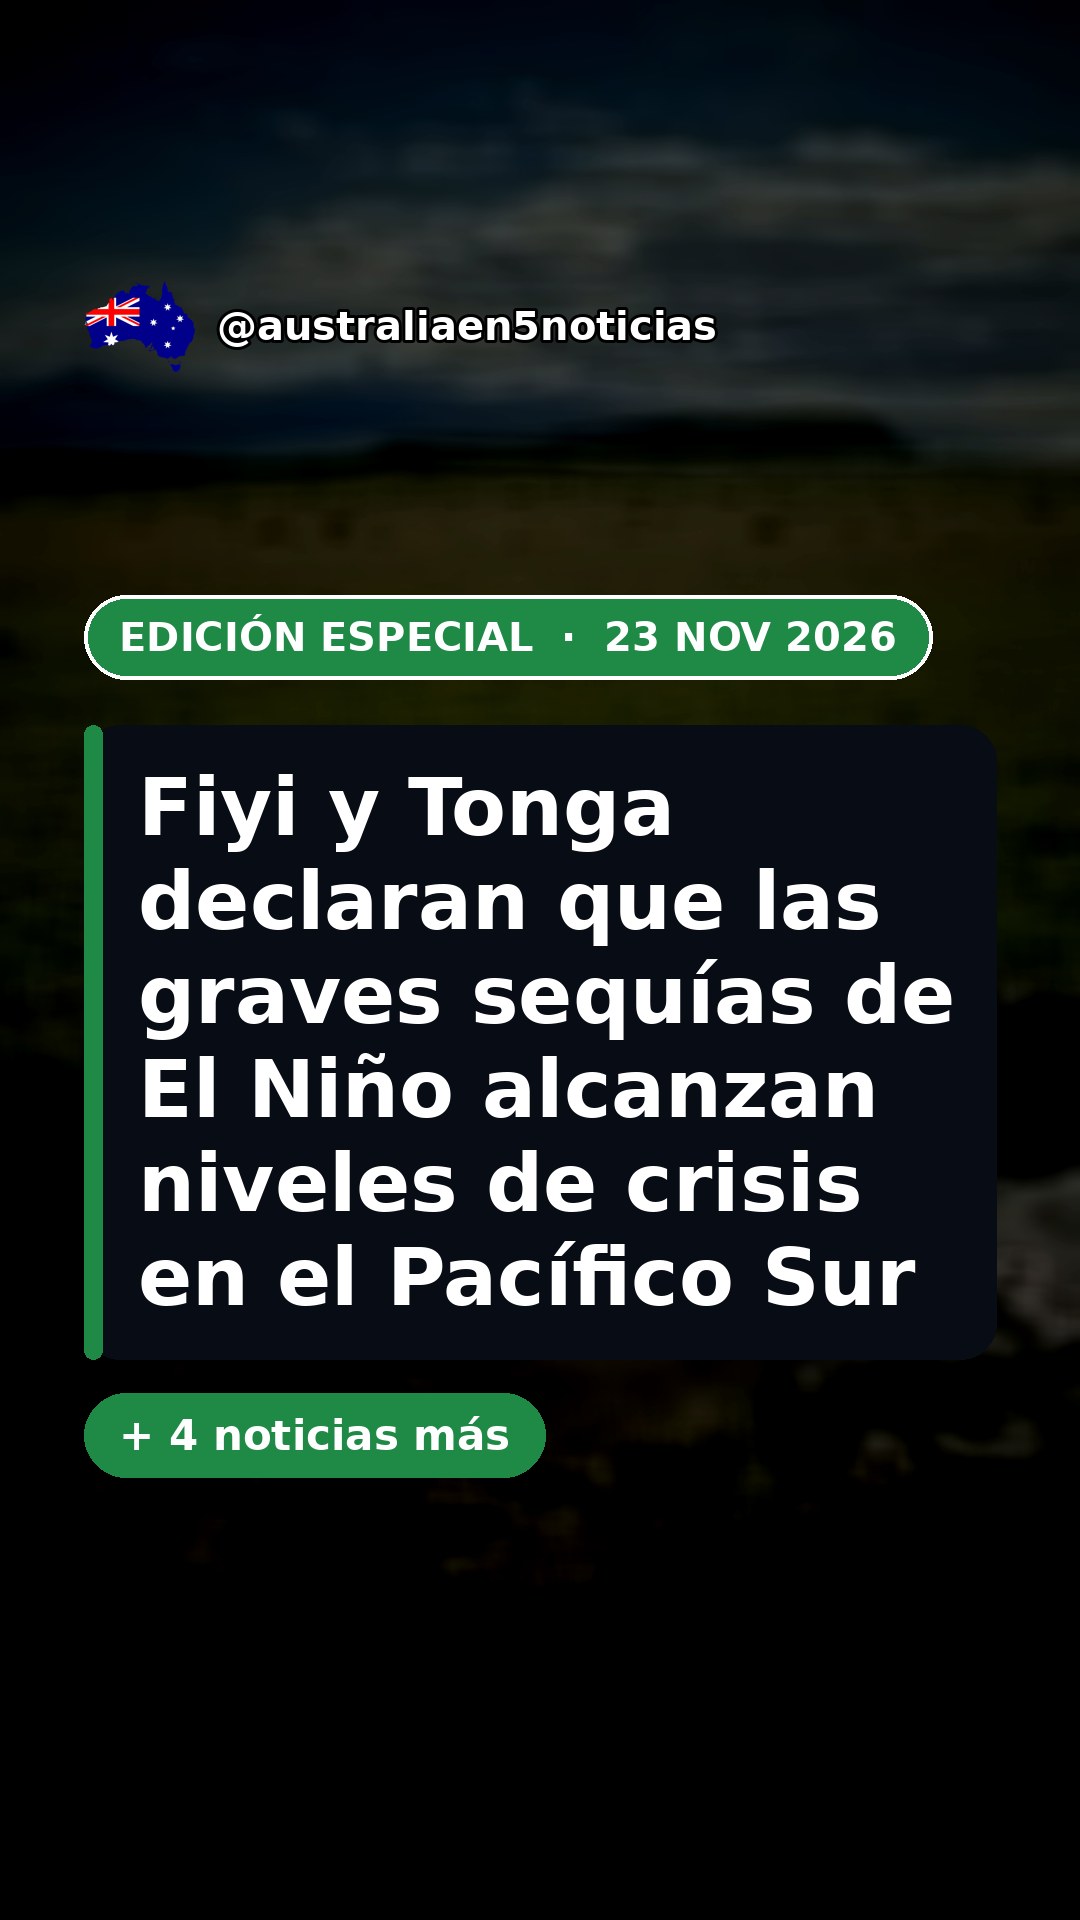 @australiaen5noticias
EDICIÓN ESPECIAL · 23 NOV 2026
Fiyi y Tonga
declaran que las
graves sequías de
El Niño alcanzan
niveles de crisis
en el Pacífico Sur
+ 4 noticias más